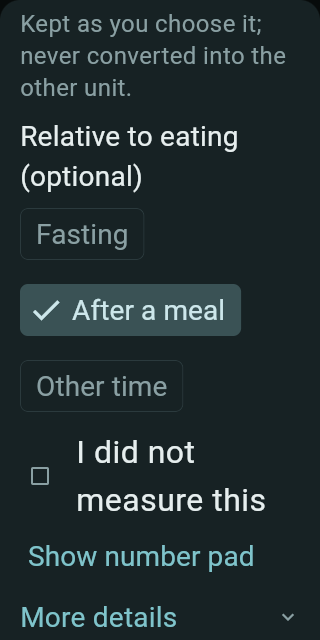 Kept as you choose it;
never converted into the
other unit.
Relative to eating
(optional)
Fasting
After a meal
Other time
I did not
measure this
Show number pad
More details